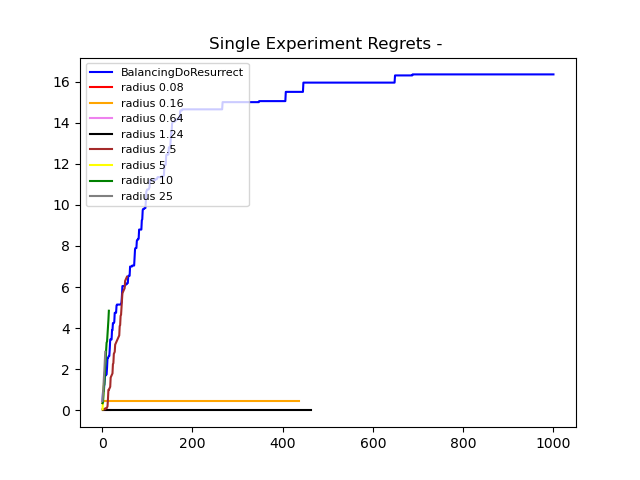 Single Experiment Regrets -
BalancingDoResurrect
radius 0.08
radius 0.16
radius 0.64
radius 1.24
radius 2.5
radius 5
radius 10
radius 25
16
14
12
10
8
6
4
2
0
0 200 400 600 800 1000